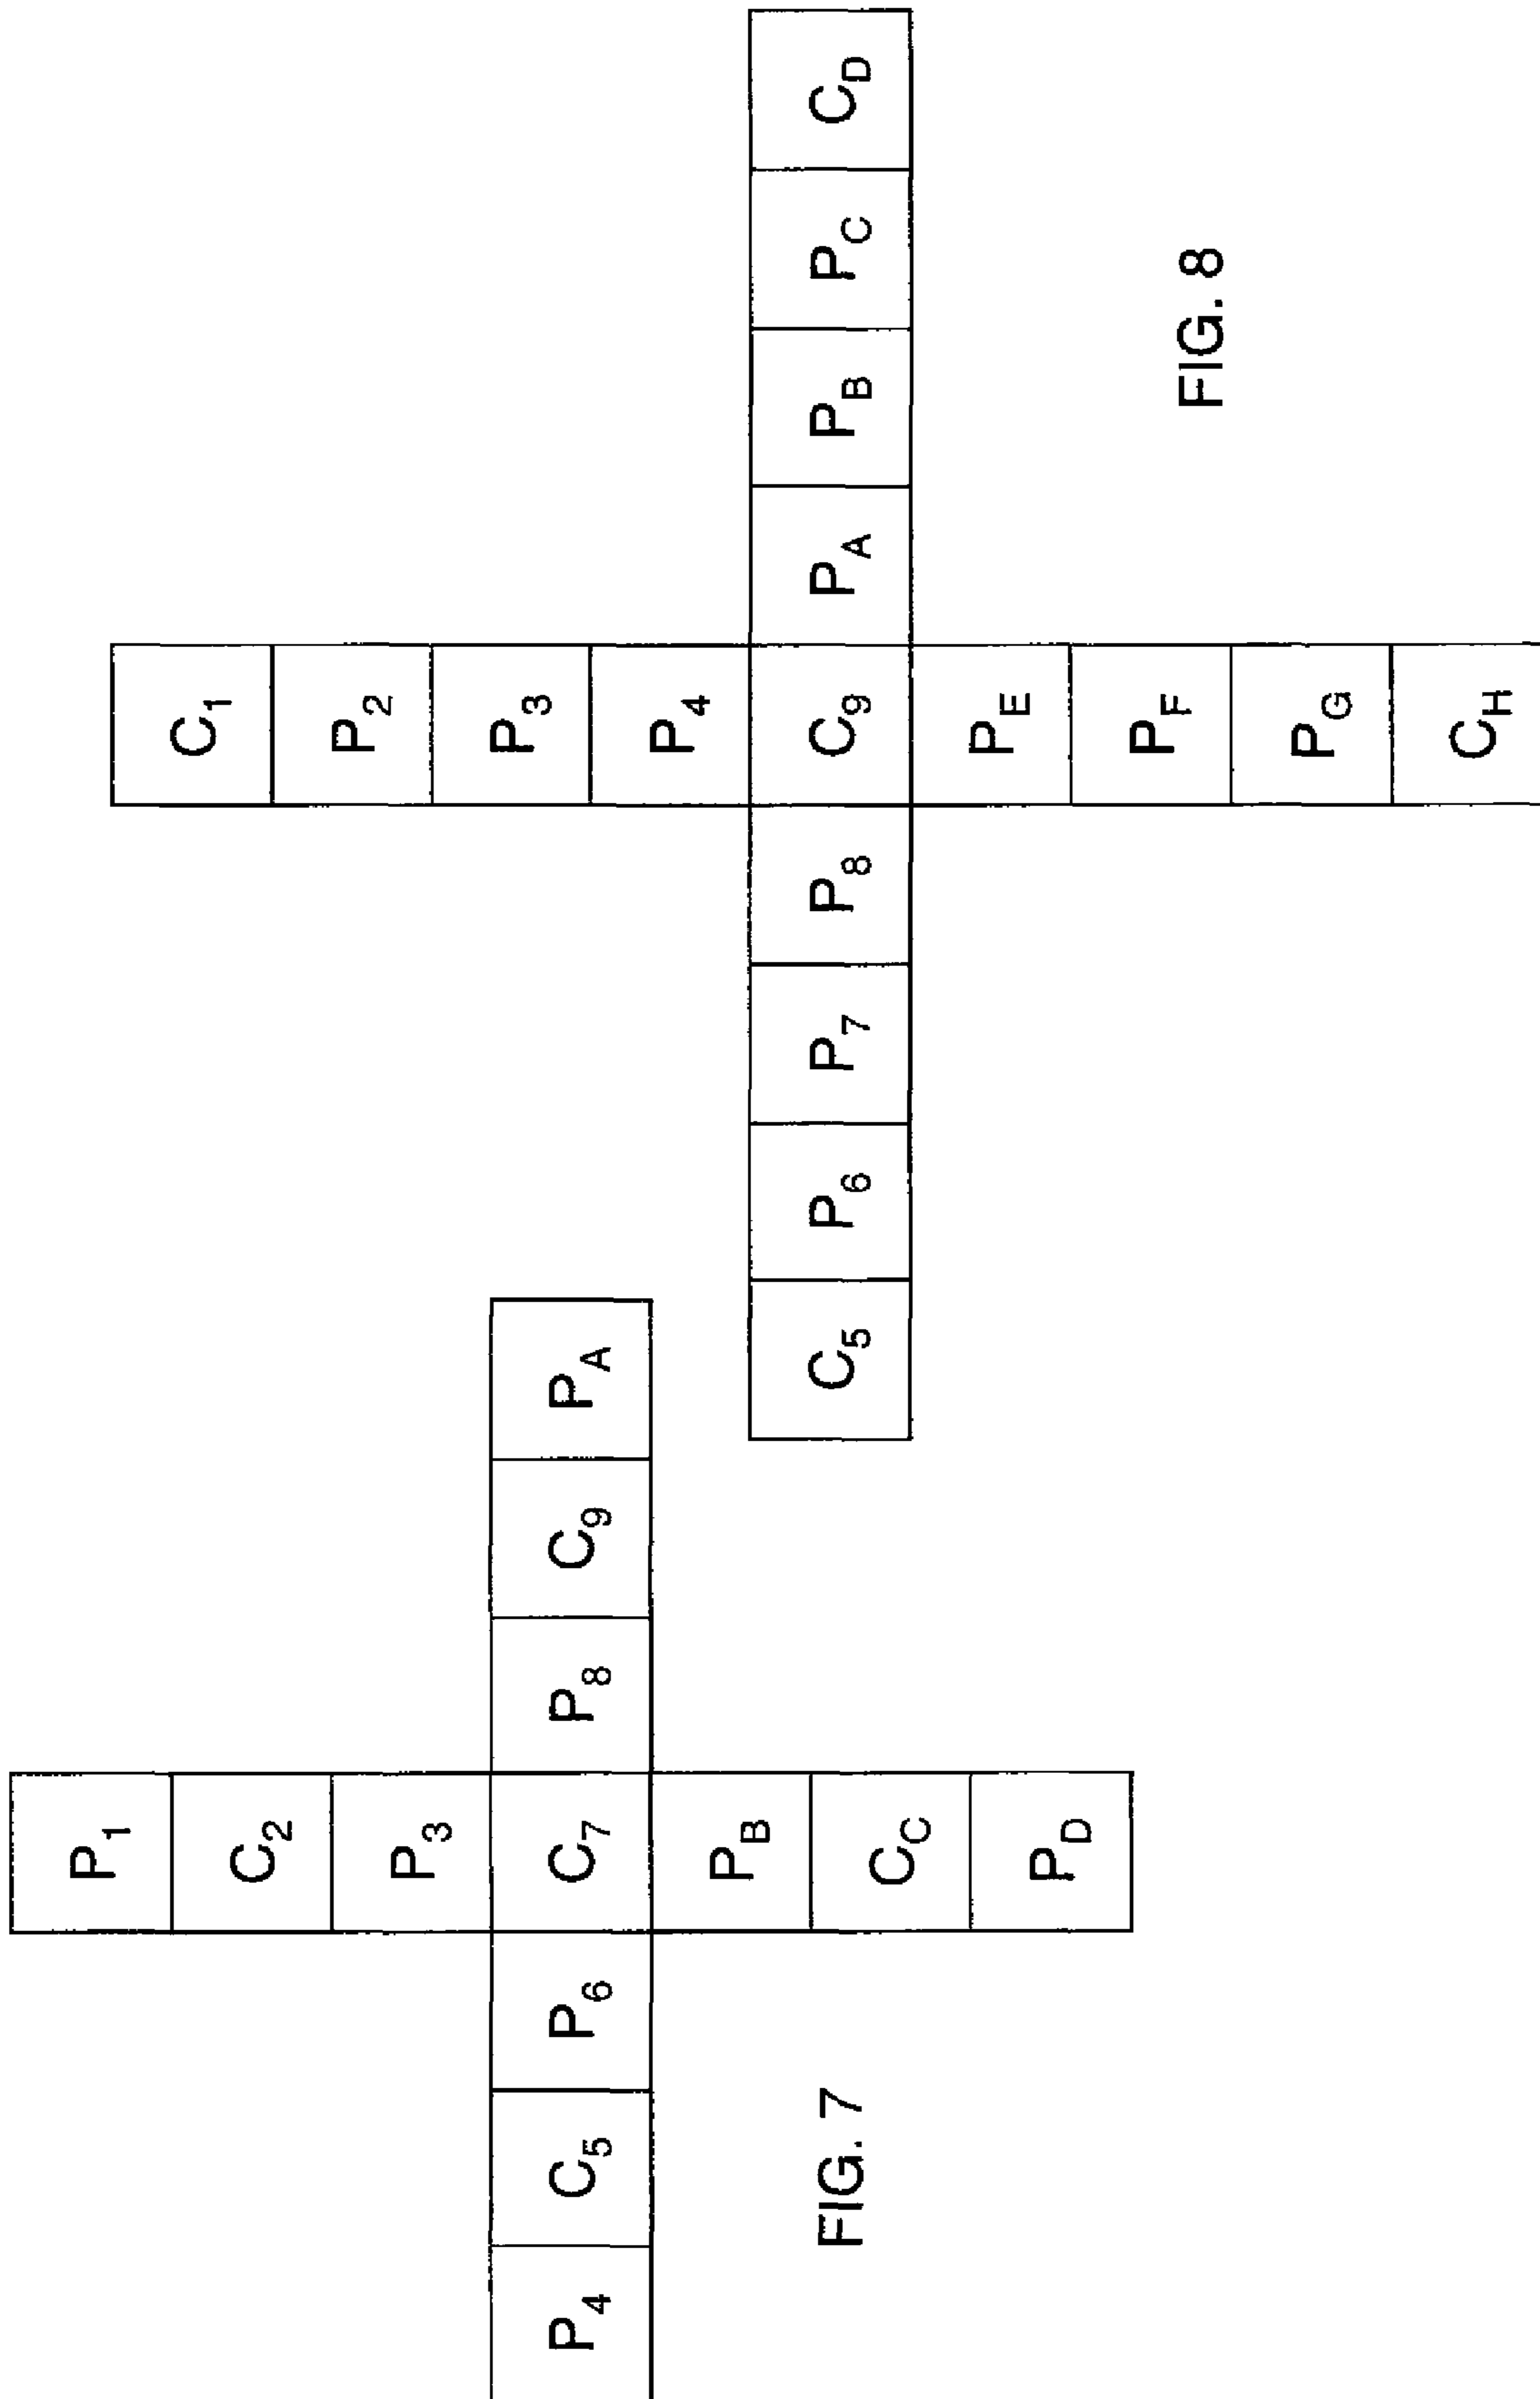 P1
C2
P3
P4 C5 P6 C7 P8 C9 PA
PB
CC
PD
FIG. 7
C1
P2
P3
P4
C5 P6 P7 P8 C9 PA PB PC CD
PE
PF
PG
CH
FIG. 8